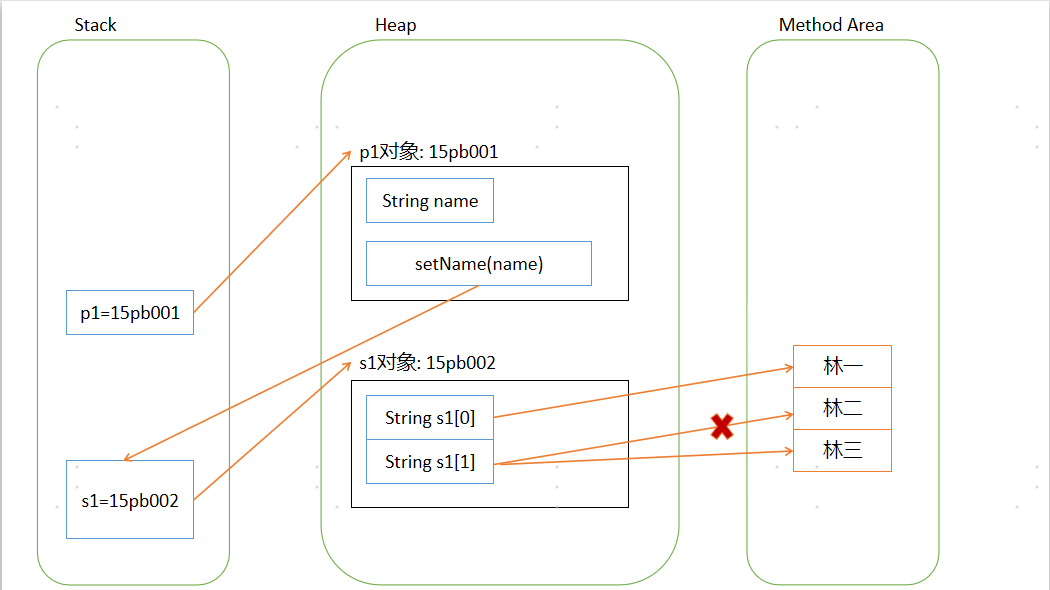 Stack
Heap
Method Area
p1对象: 15pb001
String name
setName(name)
p1=15pb001
s1对象: 15pb002
林一
String s1[0]
林二
String s1[1]
林三
s1=15pb002